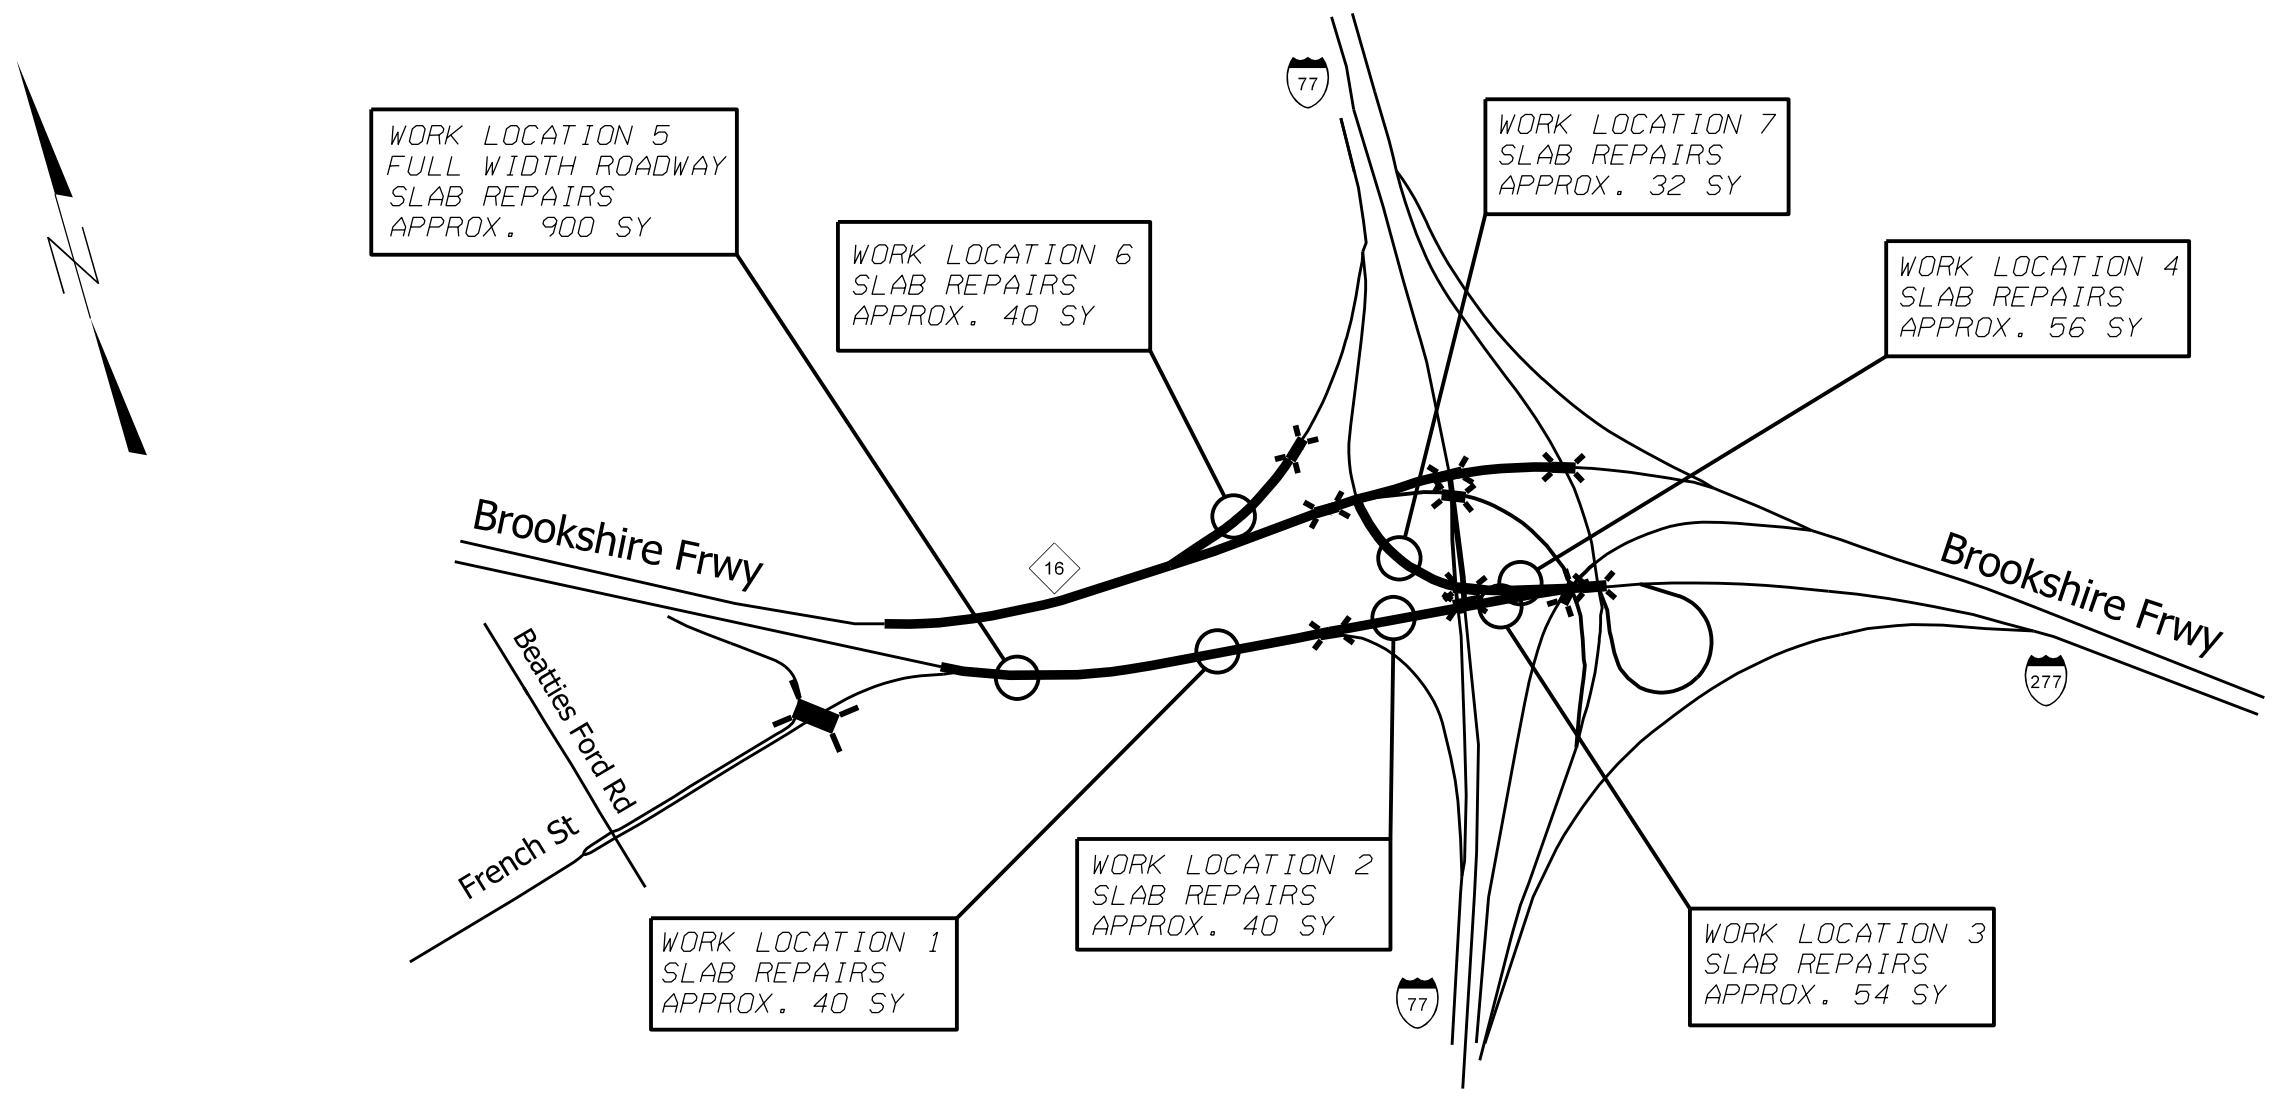 77
WORK LOCATION 5
FULL WIDTH ROADWAY
SLAB REPAIRS
APPROX. 900 SY
WORK LOCATION 7
SLAB REPAIRS
APPROX. 32 SY
WORK LOCATION 6
SLAB REPAIRS
APPROX. 40 SY
WORK LOCATION 4
SLAB REPAIRS
APPROX. 56 SY
N
Brookshire Frwy
16
Brookshire Frwy
Beatties Ford Rd
277
French St
WORK LOCATION 2
SLAB REPAIRS
APPROX. 40 SY
WORK LOCATION 1
SLAB REPAIRS
APPROX. 40 SY
WORK LOCATION 3
SLAB REPAIRS
APPROX. 54 SY
77